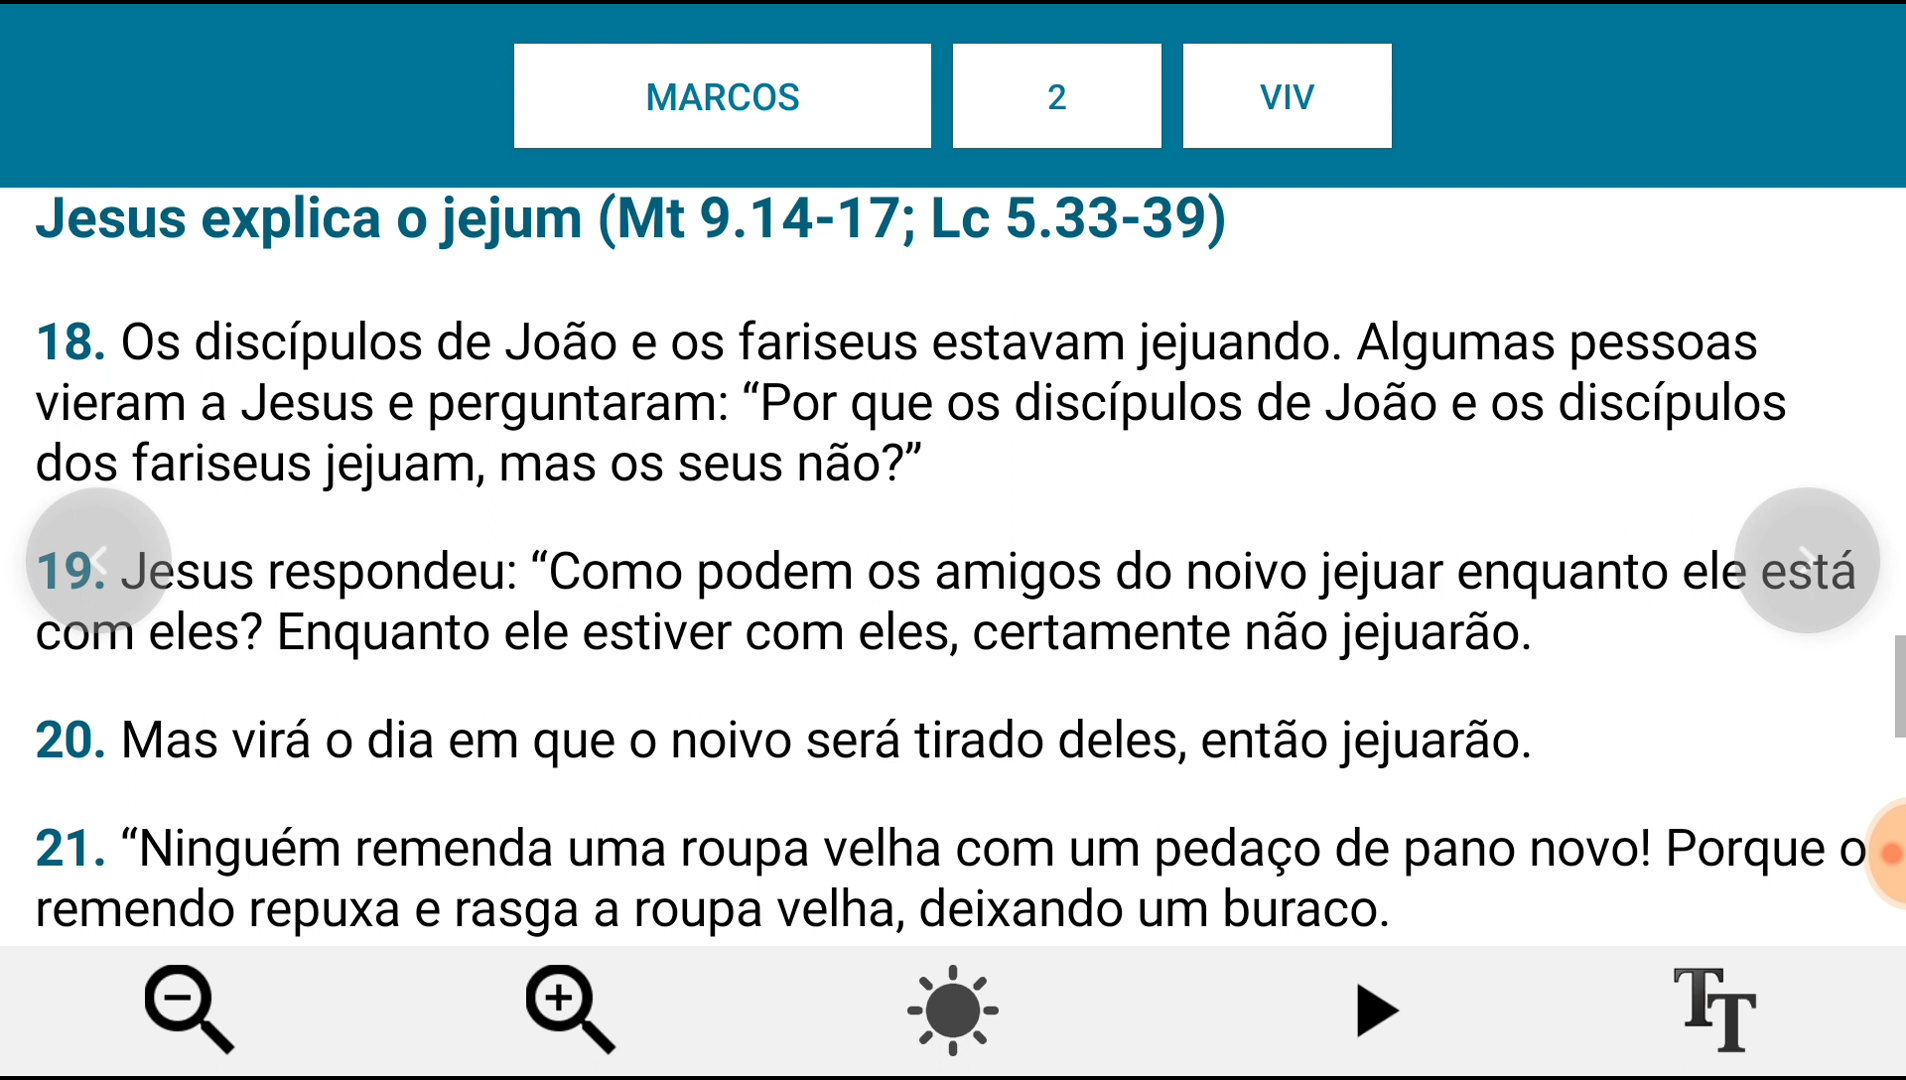 MARCOS
2
VIV
Jesus explica o jejum (Mt 9.14-17; Lc 5.33-39)
18. Os discípulos de João e os fariseus estavam jejuando. Algumas pessoas
vieram a Jesus e perguntaram: “Por que os discípulos de João e os discípulos
dos fariseus jejuam, mas os seus não?”
19. Jesus respondeu: “Como podem os amigos do noivo jejuar enquanto ele está
com eles? Enquanto ele estiver com eles, certamente não jejuarão.
20. Mas virá o dia em que o noivo será tirado deles, então jejuarão.
21. “Ninguém remenda uma roupa velha com um pedaço de pano novo! Porque o
remendo repuxa e rasga a roupa velha, deixando um buraco.
TT